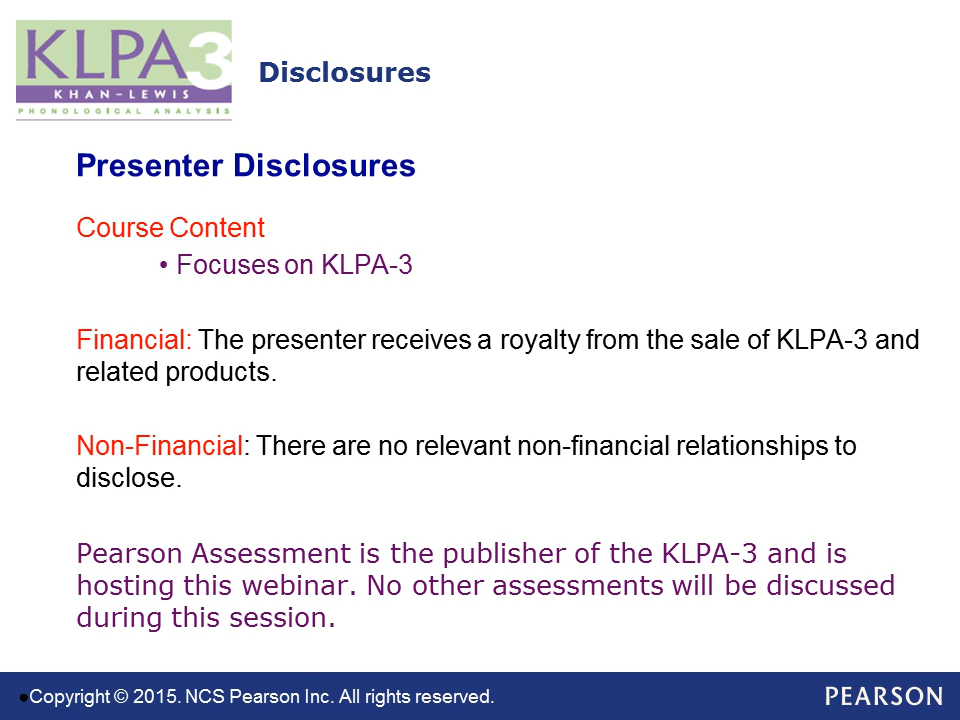 KLPA3
KHAN-LEWIS
PHONOLOGICAL ANALYSIS
Disclosures
Presenter Disclosures
Course Content
• Focuses on KLPA-3
Financial: The presenter receives a royalty from the sale of KLPA-3 and
related products.
Non-Financial: There are no relevant non-financial relationships to
disclose.
Pearson Assessment is the publisher of the KLPA-3 and is
hosting this webinar. No other assessments will be discussed
during this session.
●Copyright © 2015. NCS Pearson Inc. All rights reserved.
PEARSON